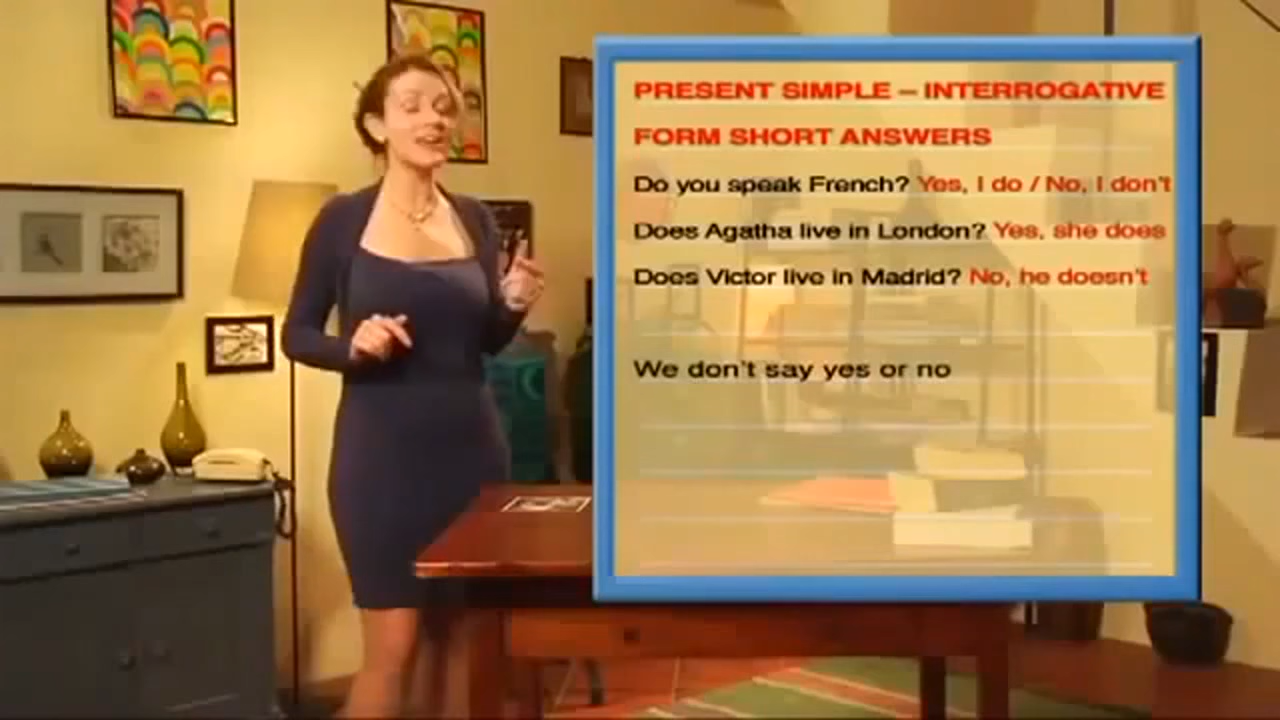 PRESENT SIMPLE – INTERROGATIVE
FORM SHORT ANSWERS
Do you speak French? Yes, I do / No, I don't
Does Agatha live in London? Yes, she does
Does Victor live in Madrid? No, he doesn't
We don't say yes or no